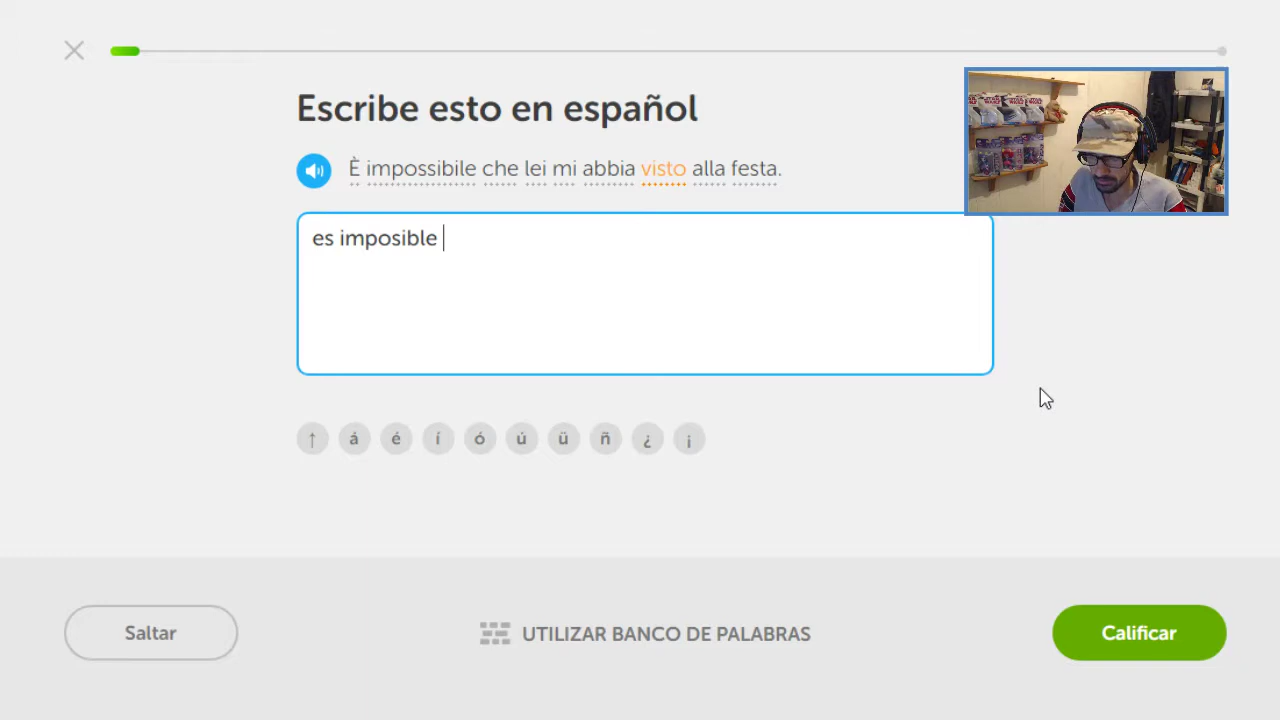 Escribe esto en español
È impossibile che lei mi abbia visto alla festa.
es imposible
↑ á é í ó ú ü ñ ¿ ¡
Saltar
UTILIZAR BANCO DE PALABRAS
Calificar